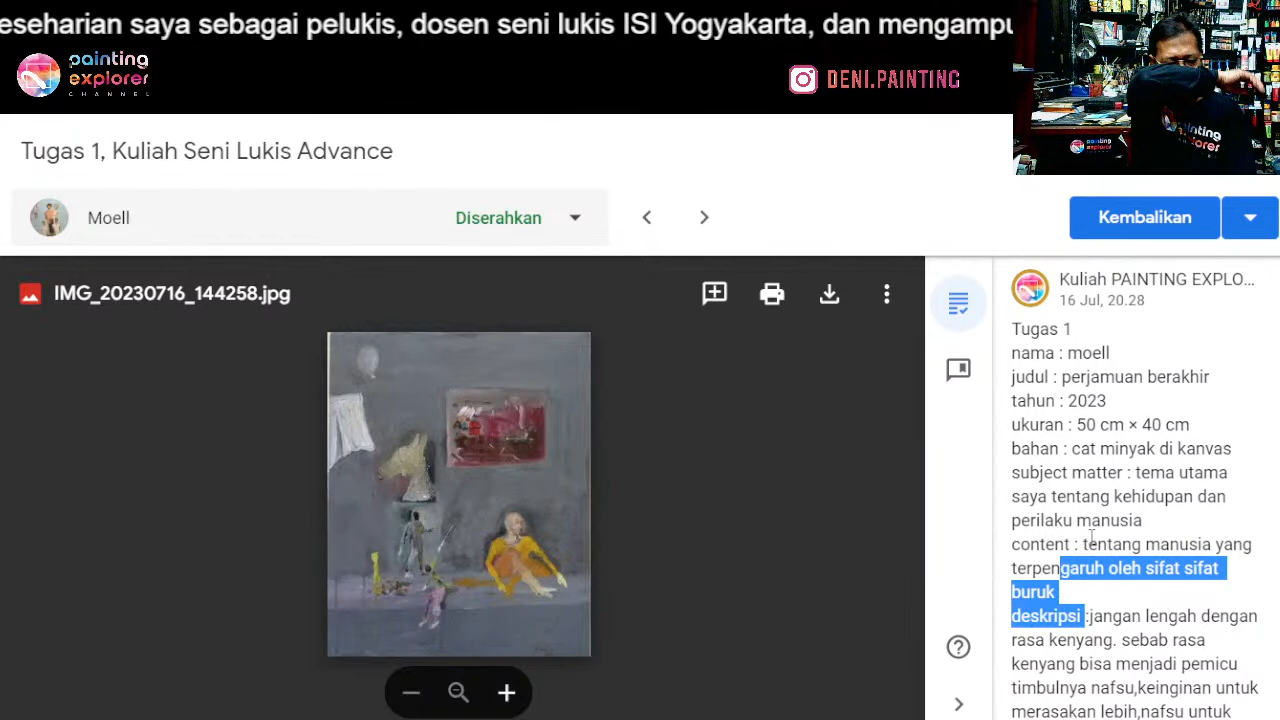 eseharian saya sebagai pelukis, dosen seni lukis ISI Yogyakarta, dan mengampu
painting
explorer
CHANNEL
DENI.PAINTING
painting
explorer
Tugas 1, Kuliah Seni Lukis Advance
Moell
Diserahkan
Kembalikan
IMG_20230716_144258.jpg
Kuliah PAINTING EXPLO...
16 Jul, 20.28
Tugas 1
nama : moell
judul : perjamuan berakhir
tahun : 2023
ukuran : 50 cm × 40 cm
bahan : cat minyak di kanvas
subject matter : tema utama
saya tentang kehidupan dan
perilaku manusia
content : tentang manusia yang
terpengaruh oleh sifat sifat
buruk
deskripsi :jangan lengah dengan
rasa kenyang. sebab rasa
kenyang bisa menjadi pemicu
timbulnya nafsu,keinginan untuk
merasakan lebih,nafsu untuk